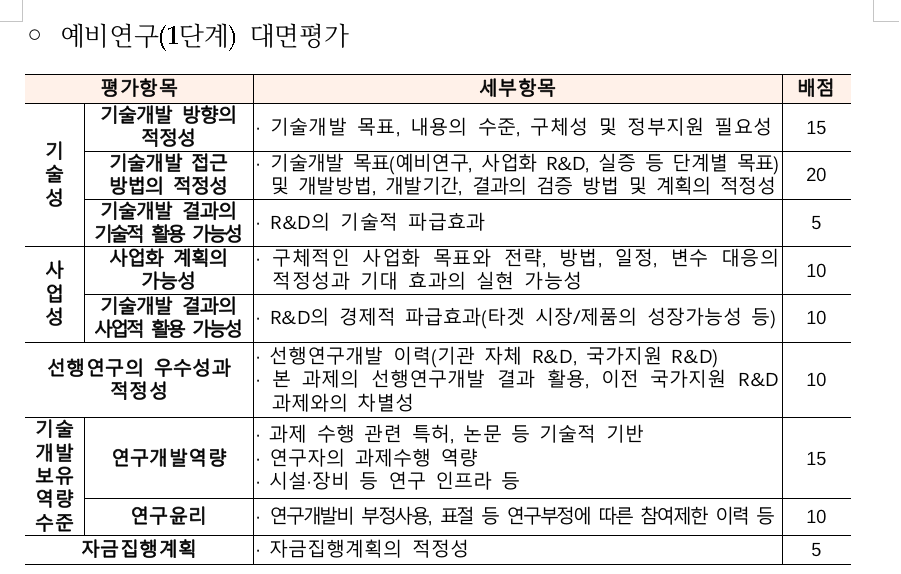 ○ 예비연구(1단계) 대면평가
평가항목 세부항목 배점
기술성
기술개발 방향의
적정성
· 기술개발 목표, 내용의 수준, 구체성 및 정부지원 필요성 15
기술개발 접근
방법의 적정성
· 기술개발 목표(예비연구, 사업화 R&D, 실증 등 단계별 목표)
및 개발방법, 개발기간, 결과의 검증 방법 및 계획의 적정성 20
기술개발 결과의
기술적 활용 가능성
· R&D의 기술적 파급효과 5
사업성
사업화 계획의
가능성
· 구체적인 사업화 목표와 전략, 방법, 일정, 변수 대응의
적정성과 기대 효과의 실현 가능성 10
기술개발 결과의
사업적 활용 가능성
· R&D의 경제적 파급효과(타겟 시장/제품의 성장가능성 등) 10
선행연구의 우수성과
적정성
· 선행연구개발 이력(기관 자체 R&D, 국가지원 R&D)
· 본 과제의 선행연구개발 결과 활용, 이전 국가지원 R&D
과제와의 차별성 10
기술
개발
보유
역량
수준
연구개발역량
· 과제 수행 관련 특허, 논문 등 기술적 기반
· 연구자의 과제수행 역량
· 시설·장비 등 연구 인프라 등 15
연구윤리 · 연구개발비 부정사용, 표절 등 연구부정에 따른 참여제한 이력 등 10
자금집행계획 · 자금집행계획의 적정성 5